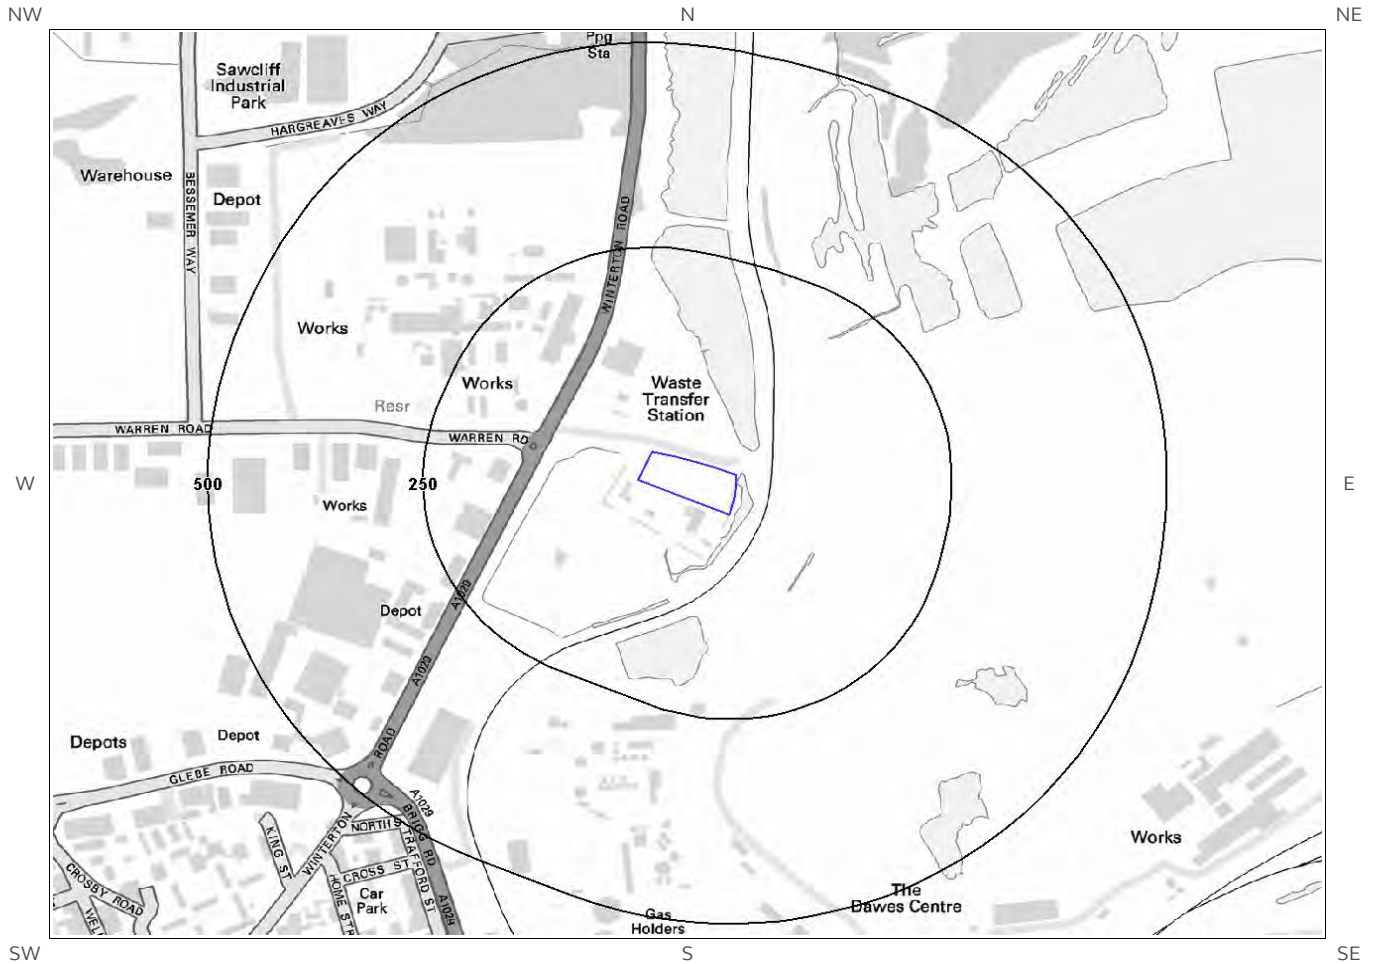 NW
N
NE
Ppg
Sta
Sawcliff
Industrial
Park
HARGREAVES WAY
Warehouse
BESSEMER WAY
Depot
WINTERTON ROAD
Works
Works
Waste
Transfer
Station
Resr
WARREN ROAD
WARREN RD
W
500
250
E
Works
A1029
Depot
A1029
Depots
Depot
ROAD
GLEBE ROAD
A1029
BRIGG RD
NORTH S
KING ST
WINTERTON
TRAFFORD ST
Works
CROSS ST
CROSBY ROAD
HOME STR
Car
Park
The
Dawes Centre
WELL
A1029
Gas
Holders
SW
S
SE